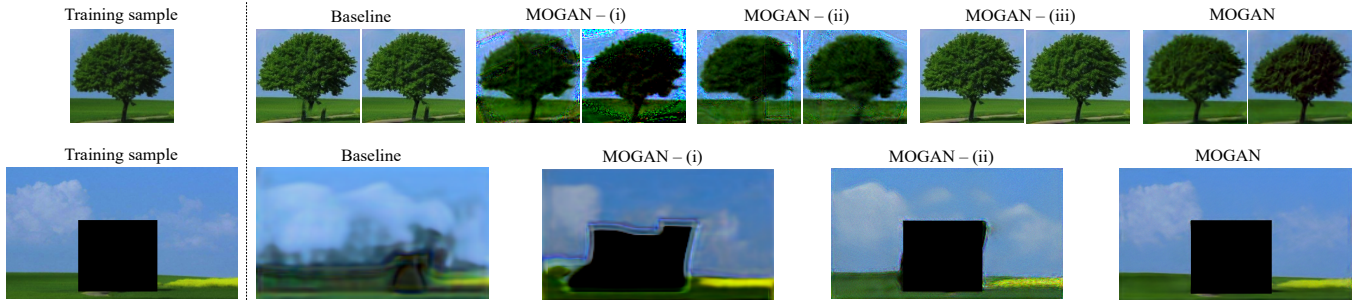 Training sample
Baseline
MOGAN – (i)
MOGAN – (ii)
MOGAN – (iii)
MOGAN
Training sample
Baseline
MOGAN – (i)
MOGAN – (ii)
MOGAN